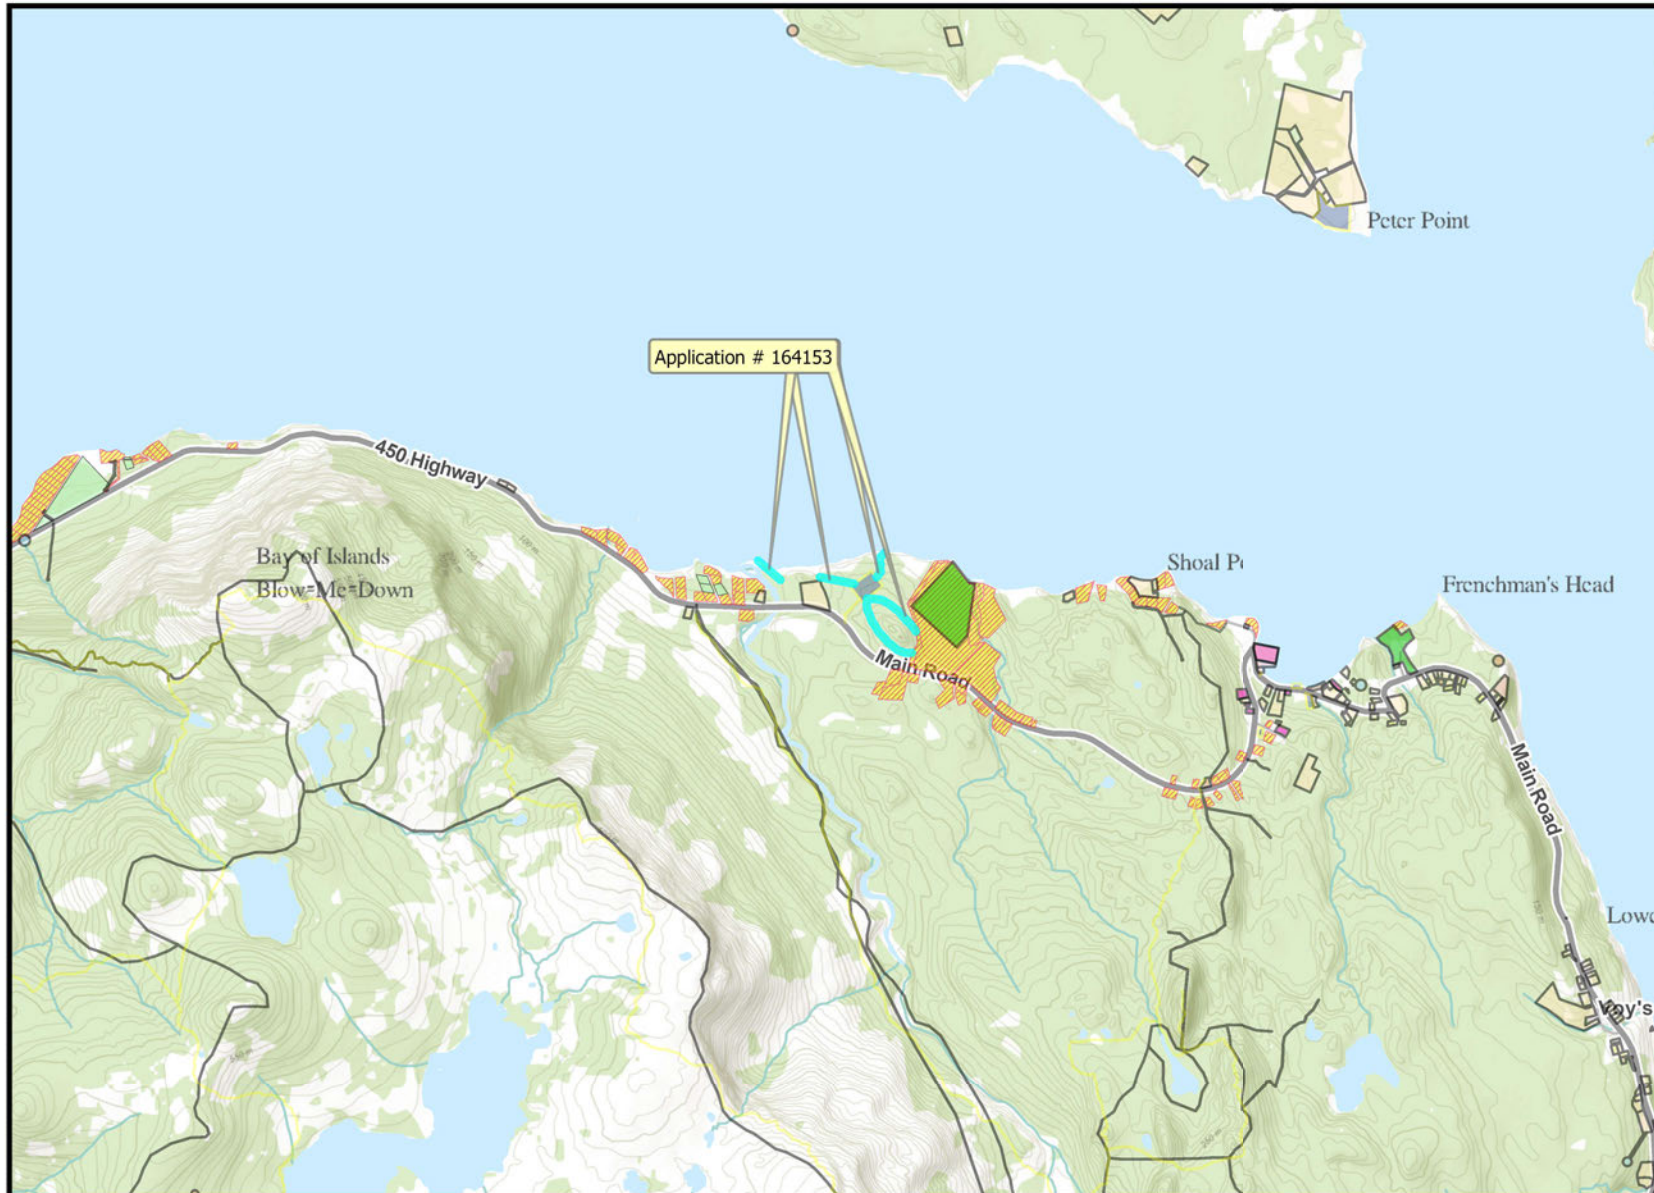 Peter Point
Application # 164153
450 Highway
Bay of Islands
Blow=Me=Down
Shoal
Frenchman's Head
Main Road
Main Road